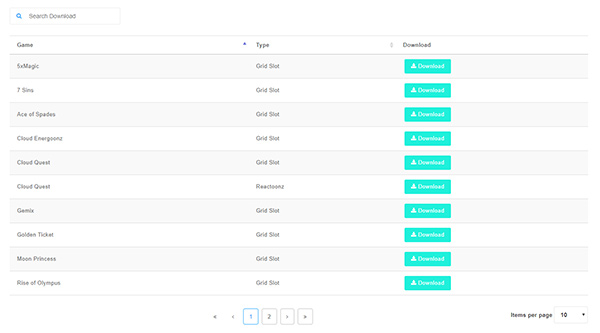 Search Download
Game Type Download
5xMagic Grid Slot Download
7 Sins Grid Slot Download
Ace of Spades Grid Slot Download
Cloud Energoonz Grid Slot Download
Cloud Quest Grid Slot Download
Cloud Quest Reactoonz Download
Gemix Grid Slot Download
Golden Ticket Grid Slot Download
Moon Princess Grid Slot Download
Rise of Olympus Grid Slot Download
« ‹ 1 2 › » Items per page 10